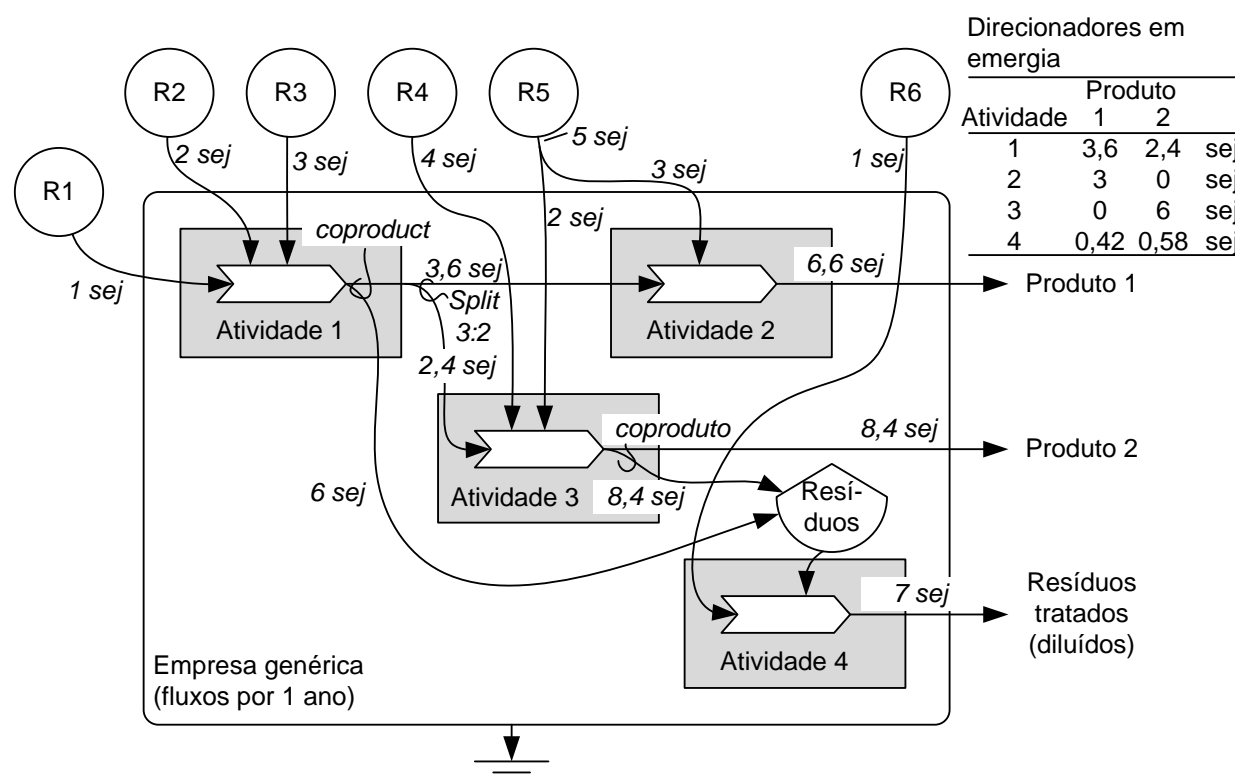 Direcionadores em
emergia
Produto
Atividade 1 2
1 3,6 2,4 sej
2 3 0 sej
3 0 6 sej
4 0,42 0,58 sej
R2
R3
R4
R5
R6
R1
2 sej
3 sej
4 sej
5 sej
3 sej
1 sej
2 sej
1 sej
coproduct
3,6 sej
Split
3:2
2,4 sej
6,6 sej
Atividade 1
Atividade 2
Produto 1
coproduto
8,4 sej
Produto 2
6 sej
Atividade 3
8,4 sej
Resí-
duos
7 sej
Resíduos
tratados
(diluídos)
Atividade 4
Empresa genérica
(fluxos por 1 ano)